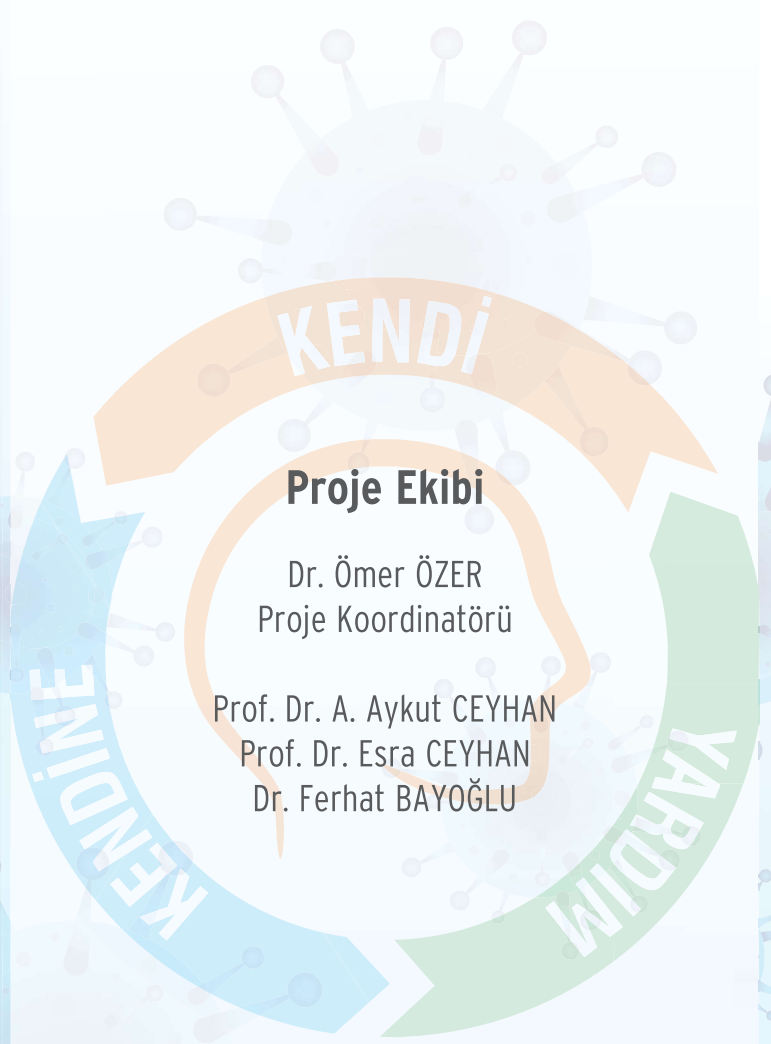 KENDİ
Proje Ekibi
Dr. Ömer ÖZER
Proje Koordinatörü
Prof. Dr. A. Aykut CEYHAN
Prof. Dr. Esra CEYHAN
Dr. Ferhat BAYOĞLU
KENDİNE
YARDIM